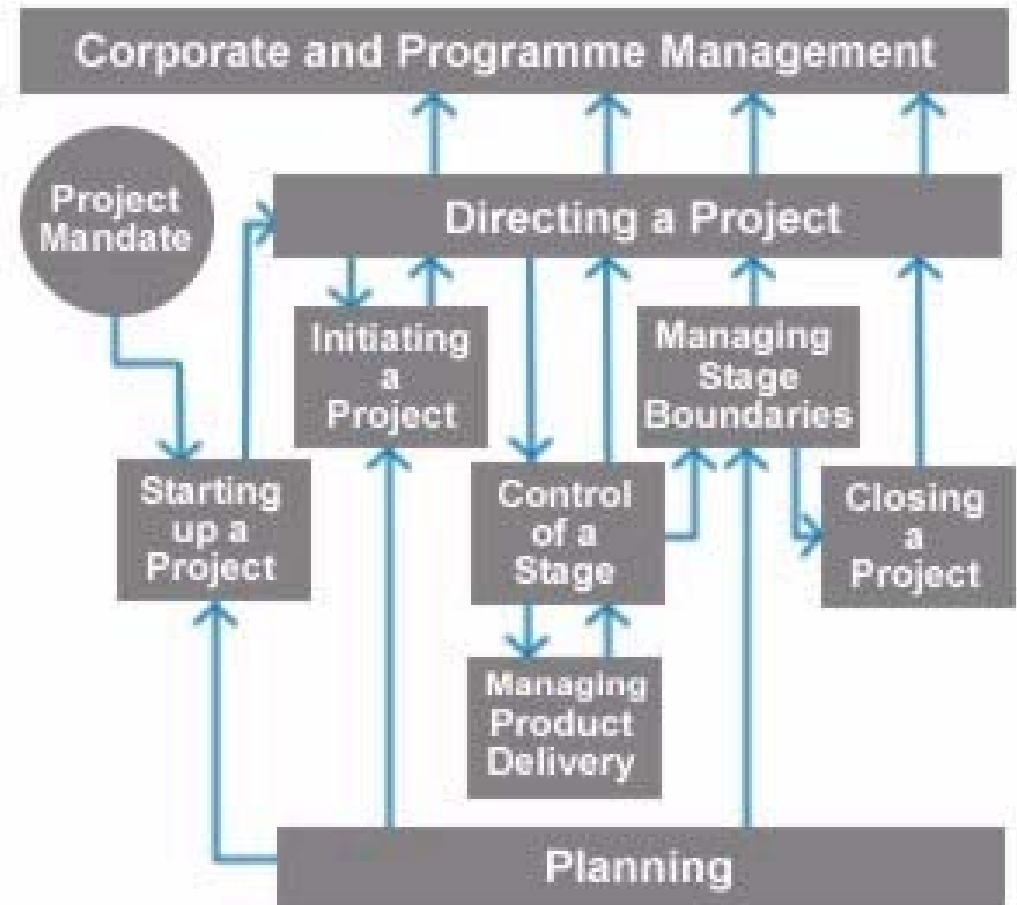 Corporate and Programme Management
Project
Mandate
Directing a Project
Initiating
a
Project
Managing
Stage
Boundaries
Starting
up a
Project
Control
of a
Stage
Closing
a
Project
Managing
Product
Delivery
Planning